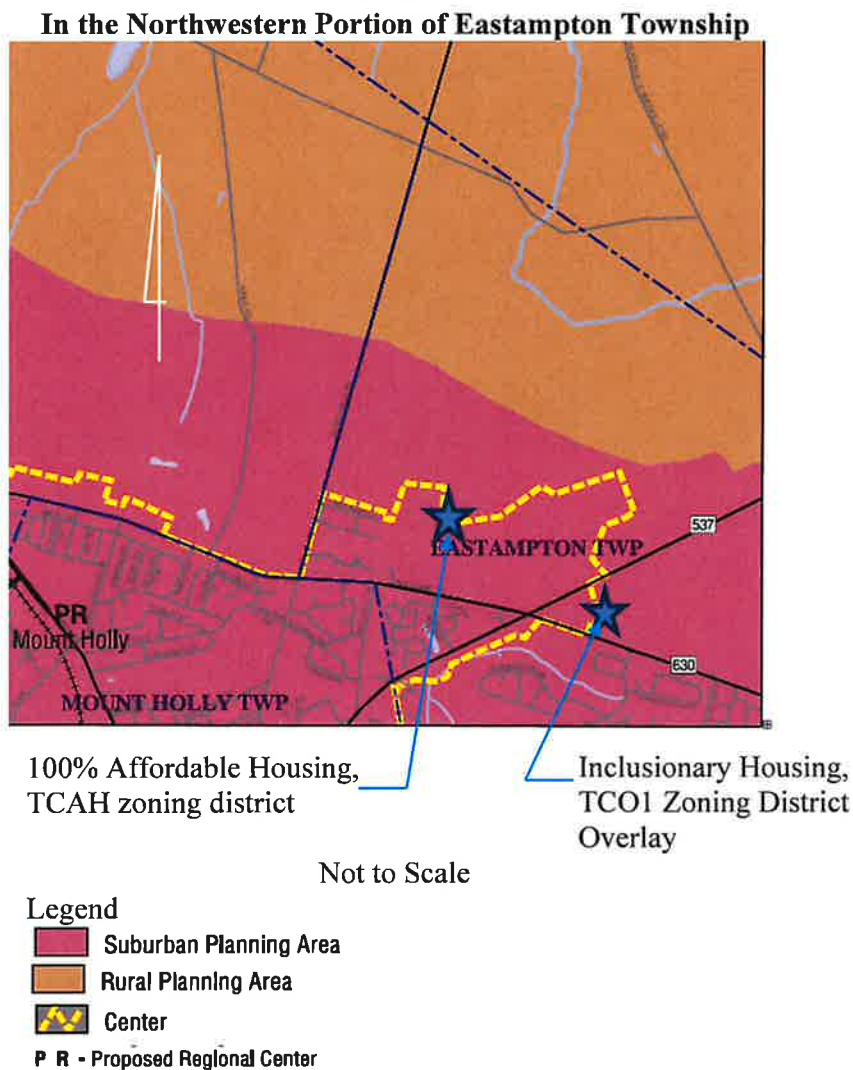 In the Northwestern Portion of Eastampton Township
537
EASTAMPTON TWP
PR
Mount Holly
630
MOUNT HOLLY TWP
100% Affordable Housing,
TCAH zoning district
Inclusionary Housing,
TCO1 Zoning District
Overlay
Not to Scale
Legend
Suburban Planning Area
Rural Planning Area
Center
P R - Proposed Regional Center